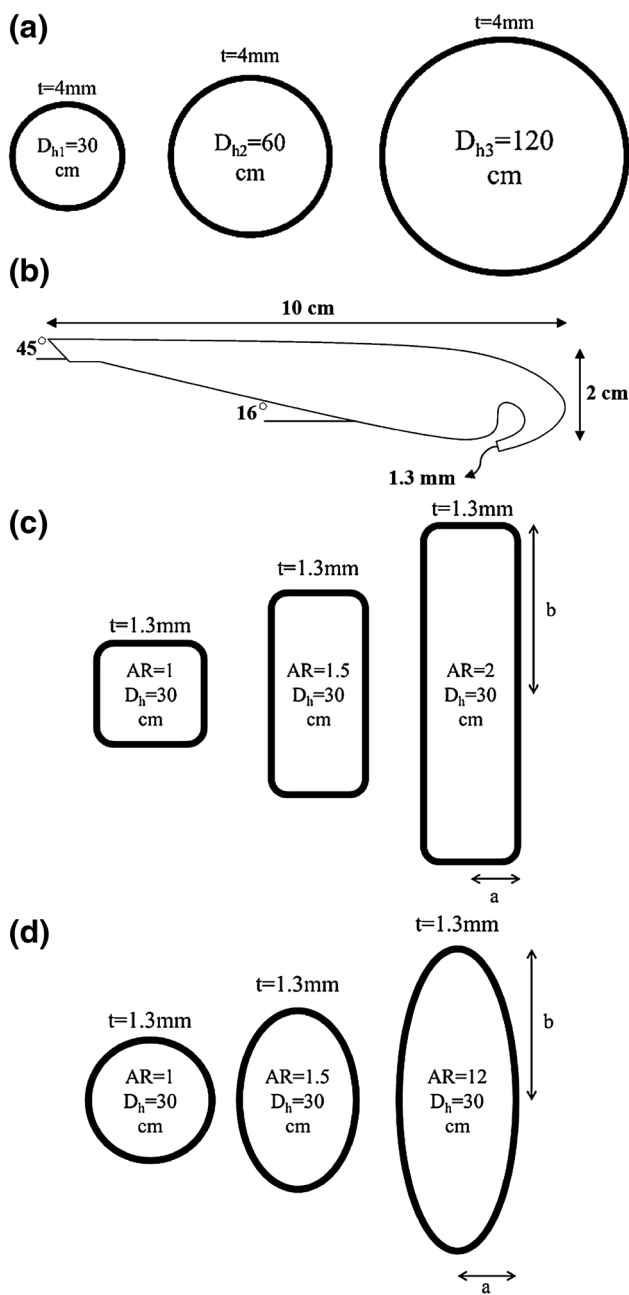 (a)
t=4mm
t=4mm
t=4mm
Dh1=30
cm
Dh2=60
cm
Dh3=120
cm
(b)
10 cm
45°
16°
2 cm
1.3 mm
(c)
t=1.3mm
t=1.3mm
t=1.3mm
AR=1
Dh=30
cm
AR=1.5
Dh=30
cm
AR=2
Dh=30
cm
b
a
(d)
t=1.3mm
t=1.3mm
t=1.3mm
AR=1
Dh=30
cm
AR=1.5
Dh=30
cm
AR=12
Dh=30
cm
b
a